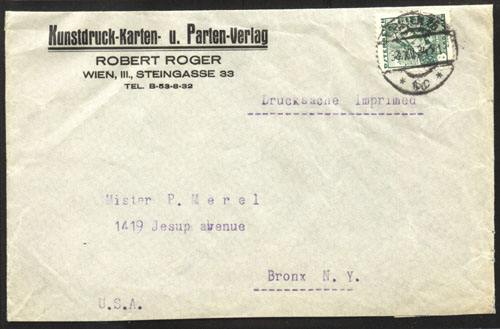 Kunstdruck-Karten- u. Parten-Verlag
ROBERT ROGER
WIEN, III., STEINGASSE 33
TEL. B-53-8-32
Drucksache Imprimed
Mister P. M e r e l
1419 Jesup avenue
Bronx N. Y.
U.S.A.